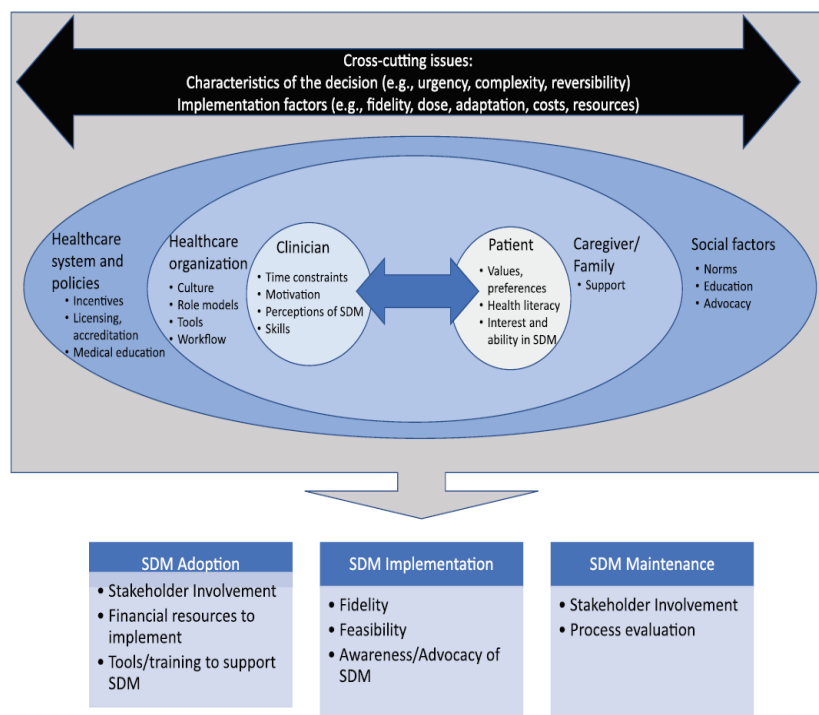 Cross-cutting issues:
Characteristics of the decision (e.g., urgency, complexity, reversibility)
Implementation factors (e.g., fidelity, dose, adaptation, costs, resources)
Healthcare
system and
policies
• Incentives
• Licensing,
accreditation
• Medical education
Healthcare
organization
• Culture
• Role models
• Tools
• Workflow
Clinician
• Time constraints
• Motivation
• Perceptions of SDM
• Skills
Patient
• Values,
preferences
• Health literacy
• Interest and
ability in SDM
Caregiver/
Family
• Support
Social factors
• Norms
• Education
• Advocacy
SDM Adoption
• Stakeholder Involvement
• Financial resources to
implement
• Tools/training to support
SDM
SDM Implementation
• Fidelity
• Feasibility
• Awareness/Advocacy of
SDM
SDM Maintenance
• Stakeholder Involvement
• Process evaluation